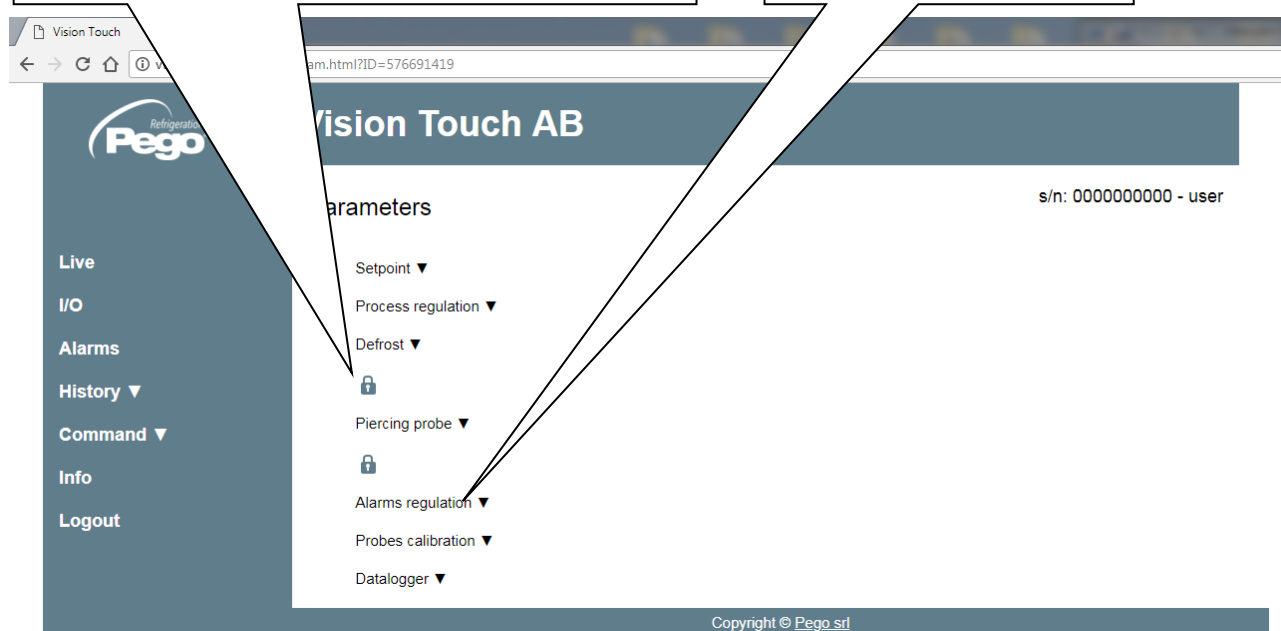 Vision Touch
am.html?ID=576691419
Refrigeration
Pego
Vision Touch AB
s/n: 0000000000 - user
arameters
Live
I/O
Alarms
History ▼
Command ▼
Info
Logout
Setpoint ▼
Process regulation ▼
Defrost ▼
Piercing probe ▼
Alarms regulation ▼
Probes calibration ▼
Datalogger ▼
Copyright © Pego srl